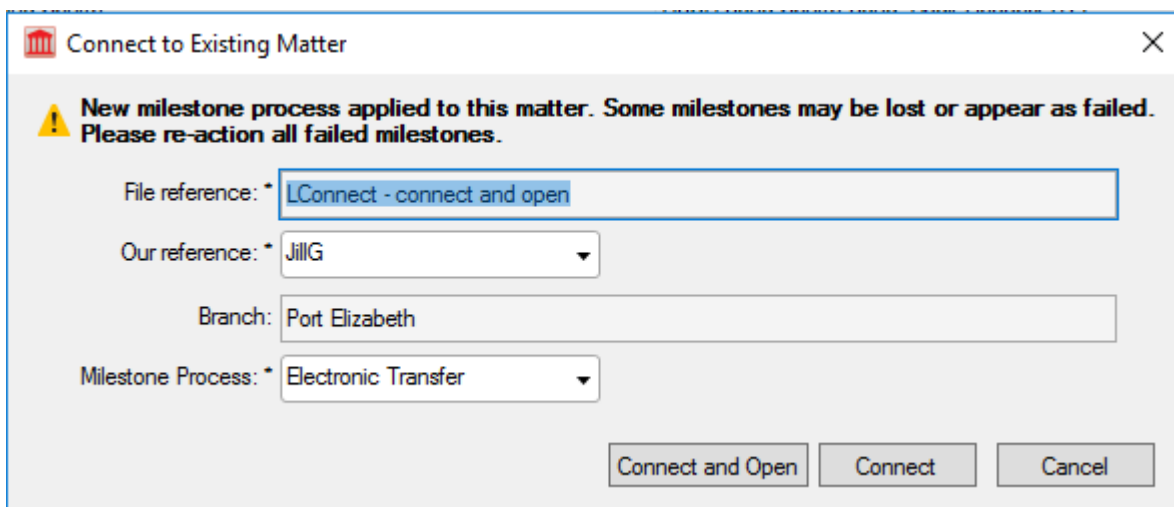 Connect to Existing Matter
New milestone process applied to this matter. Some milestones may be lost or appear as failed.
Please re-action all failed milestones.
File reference: * LConnect - connect and open
Our reference: * JillG
Branch: Port Elizabeth
Milestone Process: * Electronic Transfer
Connect and Open Connect Cancel